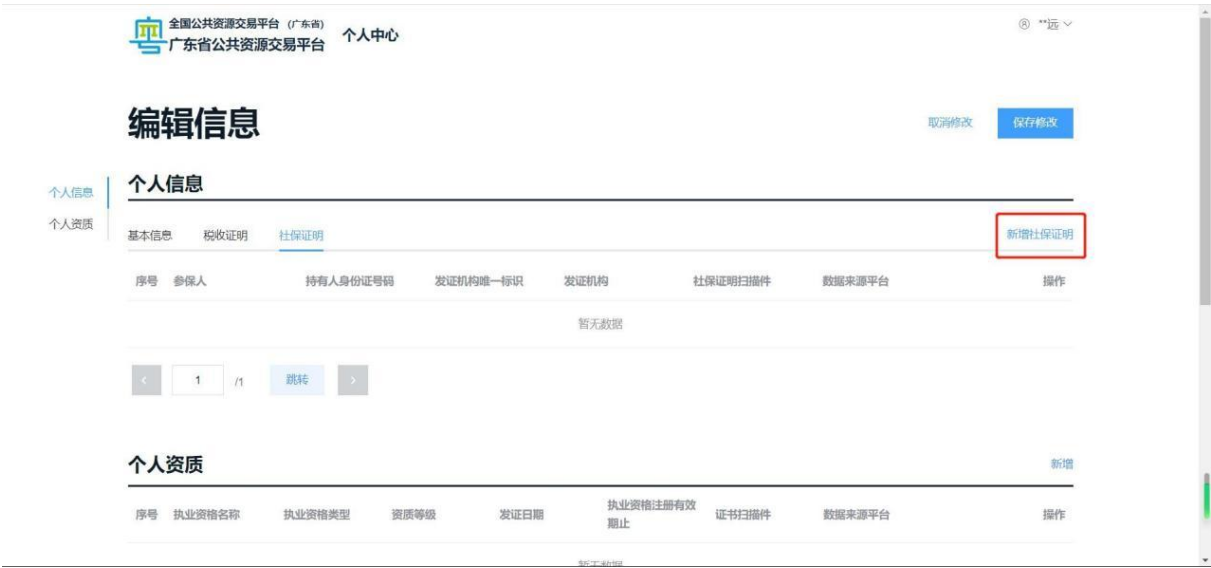 全国公共资源交易平台 (广东省)
广东省公共资源交易平台
个人中心
**远
编辑信息
取消修改
保存修改
个人信息
个人资质
个人信息
基本信息 税收证明 社保证明
新增社保证明
序号 参保人 持有人身份证号码 发证机构唯一标识 发证机构 社保证明扫描件 数据来源平台 操作
暂无数据
< 1 /1 跳转 >
个人资质
新增
序号 执业资格名称 执业资格类型 资质等级 发证日期 执业资格注册有效期止 证书扫描件 数据来源平台 操作
暂无数据